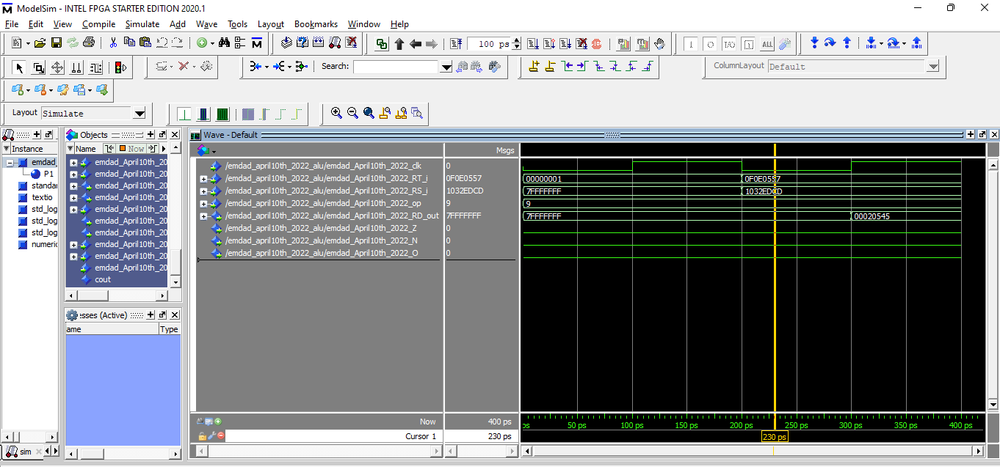 ModelSim - INTEL FPGA STARTER EDITION 2020.1
File Edit View Compile Simulate Add Wave Tools Layout Bookmarks Window Help
100 ps
ALL
Search:
ColumnLayout Default
Layout Simulate
Instance
emdad_
P1
standar
textio
std_log
std_log
std_log
numeric
sim
Objects
Name Now
emdad_April10th_20
emdad_April10th_20
emdad_April10th_20
emdad_April10th_20
emdad_April10th_20
emdad_April10th_20
emdad_April10th_20
emdad_April10th_20
emdad_April10th_20
emdad_April10th_20
cout
esses (Active)
ame Type
Wave - Default
Msgs
/emdad_april10th_2022_alu/emdad_April10th_2022_clk 0
/emdad_april10th_2022_alu/emdad_April10th_2022_RT_i 0F0E0557 00000001 0F0E0557
/emdad_april10th_2022_alu/emdad_April10th_2022_RS_i 1032EDCD 7FFFFFFF 1032EDCD
/emdad_april10th_2022_alu/emdad_April10th_2022_op 9 9
/emdad_april10th_2022_alu/emdad_April10th_2022_RD_out 7FFFFFFF 7FFFFFFF 00020545
/emdad_april10th_2022_alu/emdad_April10th_2022_Z 0
/emdad_april10th_2022_alu/emdad_April10th_2022_N 0
/emdad_april10th_2022_alu/emdad_April10th_2022_O 0
Now 400 ps ps 50 ps 100 ps 150 ps 200 ps 250 ps 300 ps 350 ps 400 ps
Cursor 1 230 ps 230 ps